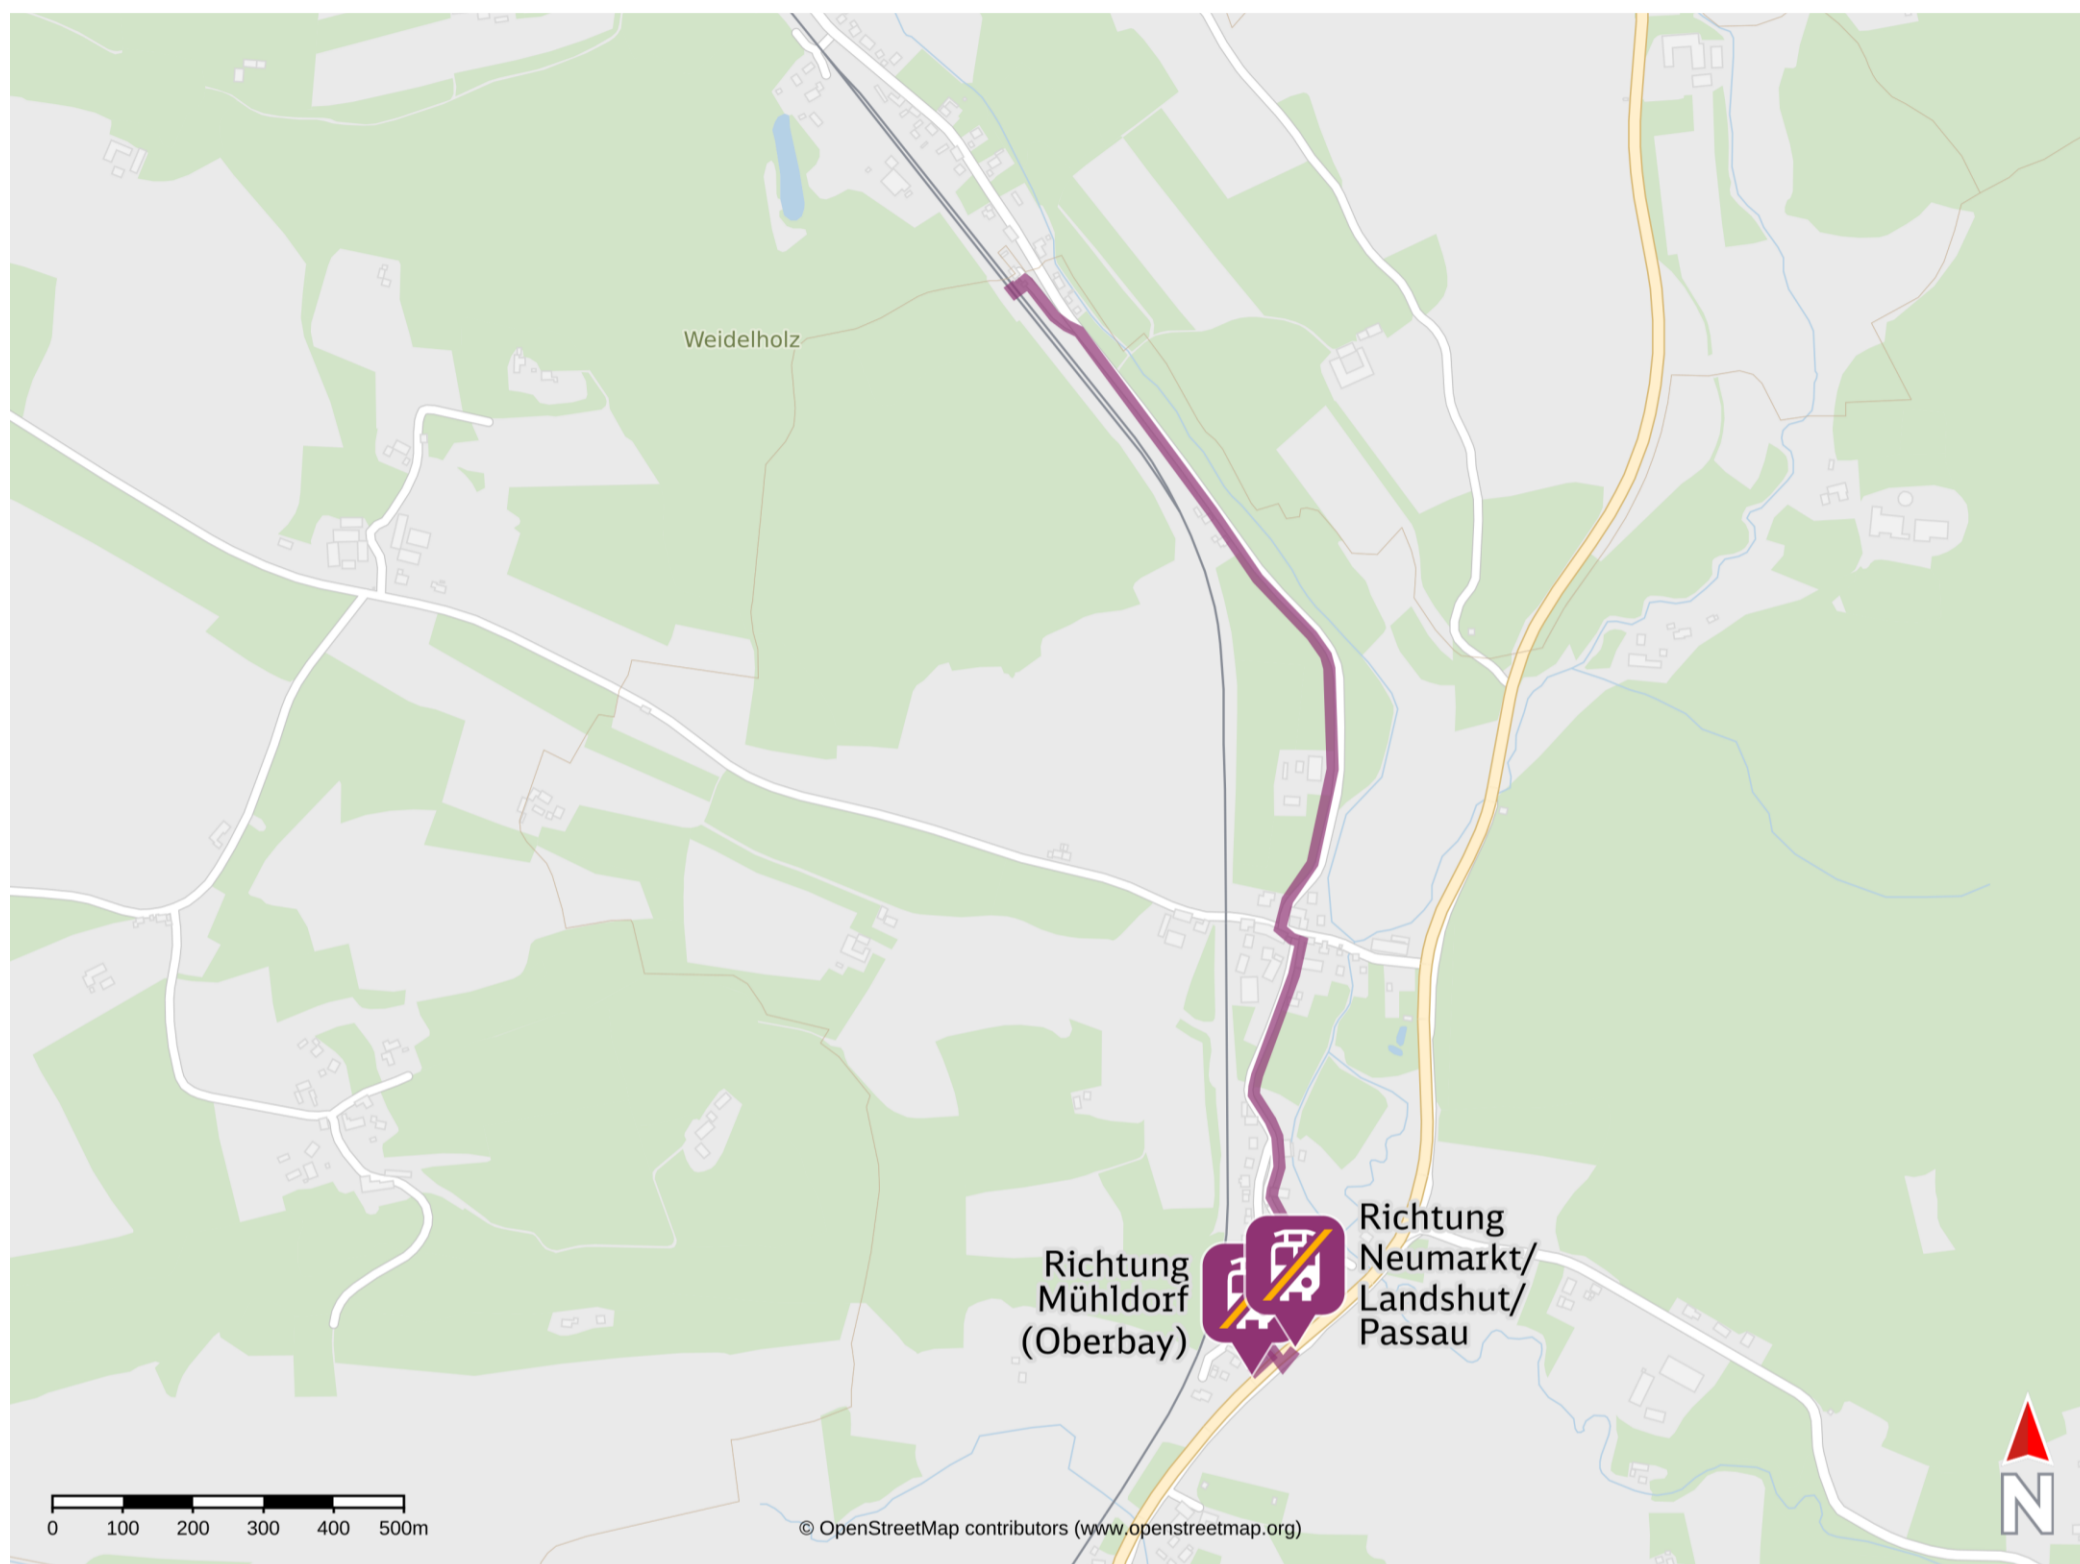 Weidelholz
Richtung
Neumarkt/
Landshut/
Passau
Richtung
Mühldorf
(Oberbay)
0 100 200 300 400 500m
© OpenStreetMap contributors (www.openstreetmap.org)
N